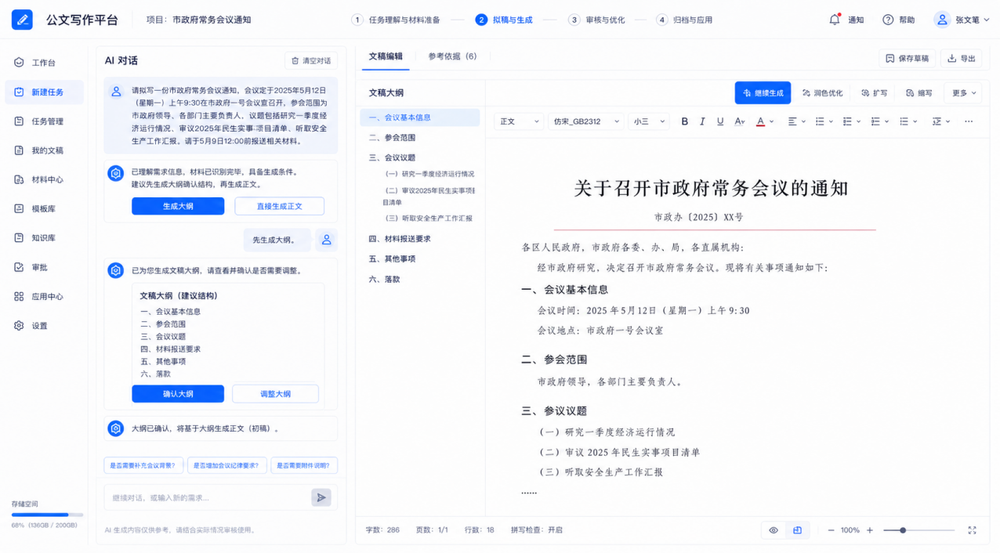 公文写作平台
项目：市政府常务会议通知
1 任务理解与材料准备
2 拟稿与生成
3 审核与优化
4 归档与应用
通知
帮助
张文笔
工作台
新建任务
任务管理
我的文稿
材料中心
模板库
知识库
审批
应用中心
设置
存储空间
68%（136GB / 200GB）
AI 对话
清空对话
请拟写一份市政府常务会议通知，会议定于2025年5月12日
（星期一）上午9:30在市政府一号会议室召开，参会范围为
市政府领导、各部门主要负责人，议题包括研究一季度经
济运行情况、审议2025年民生实事项目清单、听取安全
生产工作汇报。请于5月9日12:00前报送相关材料。
已理解需求信息，材料已识别完毕，具备生成条件。
建议先生成大纲确认结构，再生成正文。
生成大纲
直接生成正文
先生成大纲。
已为您生成文稿大纲，请查看并确认是否需要调整。
文稿大纲（建议结构）
一、会议基本信息
二、参会范围
三、会议议题
四、材料报送要求
五、其他事项
六、落款
确认大纲
调整大纲
大纲已确认，将基于大纲生成正文（初稿）。
是否需要补充会议背景?
是否增加会议纪律要求?
是否需要附件说明?
继续对话，或输入新的需求...
AI 生成内容仅供参考，请结合实际情况审核使用。
文稿编辑
参考依据（6）
保存草稿
导出
文稿大纲
一、会议基本信息
二、参会范围
三、会议议题
（一）研究一季度经济运行情况
（二）审议2025年民生实事项目
目清单
（三）听取安全生产工作汇报
四、材料报送要求
五、其他事项
六、落款
继续生成
润色优化
扩写
缩写
更多
正文
仿宋_GB2312
小三
B
I
U
A
A
关于召开市政府常务会议的通知
市政办〔2025〕XX号
各区人民政府，市政府各委、办、局，各直属机构：
经市政府研究，决定召开市政府常务会议。现将有关事项通知如下：
一、会议基本信息
会议时间：2025 年 5 月 12日（星期一）上午 9:30
会议地点：市政府一号会议室
二、参会范围
市政府领导，各部门主要负责人。
三、参议议题
（一）研究一季度经济运行情况
（二）审议 2025 年民生实事项目清单
（三）听取安全生产工作汇报
......
字数：286
页数：1/1
行数：18
拼写检查：开启
100%